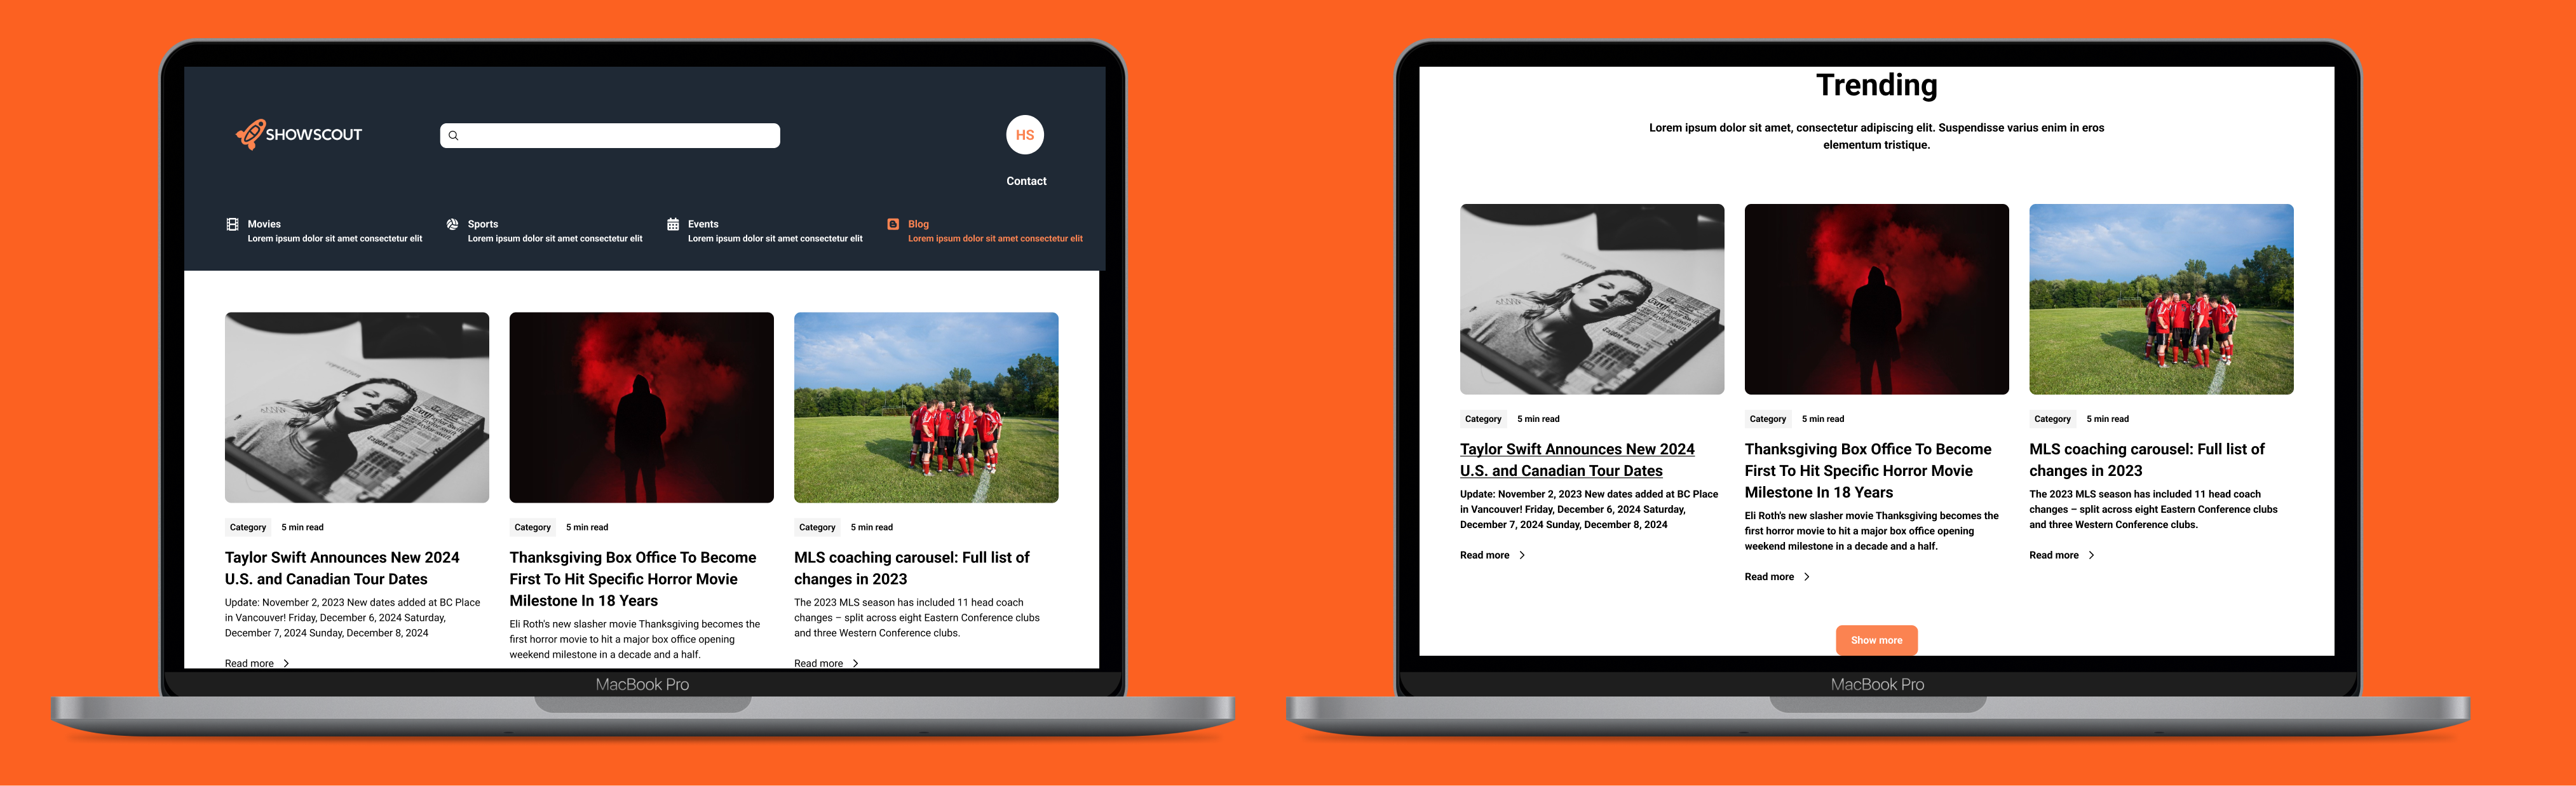 SHOWSCOUT
HS
Contact
Movies
Lorem ipsum dolor sit amet consectetur elit
Sports
Lorem ipsum dolor sit amet consectetur elit
Events
Lorem ipsum dolor sit amet consectetur elit
Blog
Lorem ipsum dolor sit amet consectetur elit
Category 5 min read
Taylor Swift Announces New 2024
U.S. and Canadian Tour Dates
Update: November 2, 2023 New dates added at BC Place
in Vancouver! Friday, December 6, 2024 Saturday,
December 7, 2024 Sunday, December 8, 2024
Read more
Category 5 min read
Thanksgiving Box Office To Become
First To Hit Specific Horror Movie
Milestone In 18 Years
Eli Roth's new slasher movie Thanksgiving becomes the
first horror movie to hit a major box office opening
weekend milestone in a decade and a half.
Category 5 min read
MLS coaching carousel: Full list of
changes in 2023
The 2023 MLS season has included 11 head coach
changes – split across eight Eastern Conference clubs
and three Western Conference clubs.
Read more
MacBook Pro
Trending
Lorem ipsum dolor sit amet, consectetur adipiscing elit. Suspendisse varius enim in eros
elementum tristique.
Category 5 min read
Taylor Swift Announces New 2024
U.S. and Canadian Tour Dates
Update: November 2, 2023 New dates added at BC Place
in Vancouver! Friday, December 6, 2024 Saturday,
December 7, 2024 Sunday, December 8, 2024
Read more
Category 5 min read
Thanksgiving Box Office To Become
First To Hit Specific Horror Movie
Milestone In 18 Years
Eli Roth's new slasher movie Thanksgiving becomes the
first horror movie to hit a major box office opening
weekend milestone in a decade and a half.
Read more
Category 5 min read
MLS coaching carousel: Full list of
changes in 2023
The 2023 MLS season has included 11 head coach
changes – split across eight Eastern Conference clubs
and three Western Conference clubs.
Read more
Show more
MacBook Pro